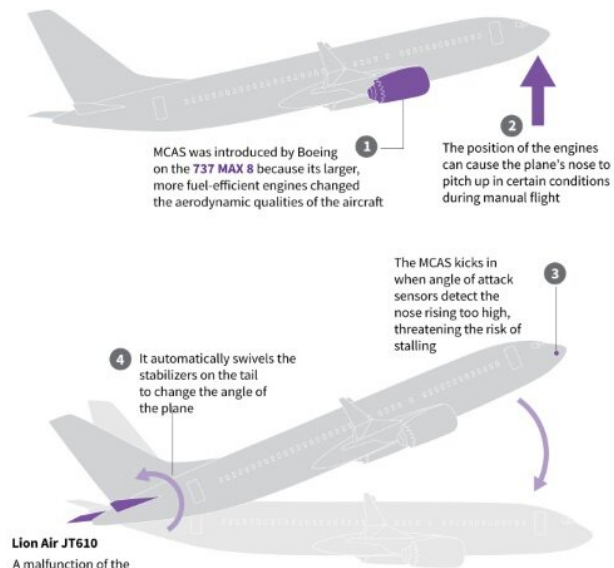 1
MCAS was introduced by Boeing
on the 737 MAX 8 because its larger,
more fuel-efficient engines changed
the aerodynamic qualities of the aircraft
2
The position of the engines
can cause the plane's nose to
pitch up in certain conditions
during manual flight
3
The MCAS kicks in
when angle of attack
sensors detect the
nose rising too high,
threatening the risk of
stalling
4
It automatically swivels the
stabilizers on the tail
to change the angle of
the plane
Lion Air JT610
A malfunction of the